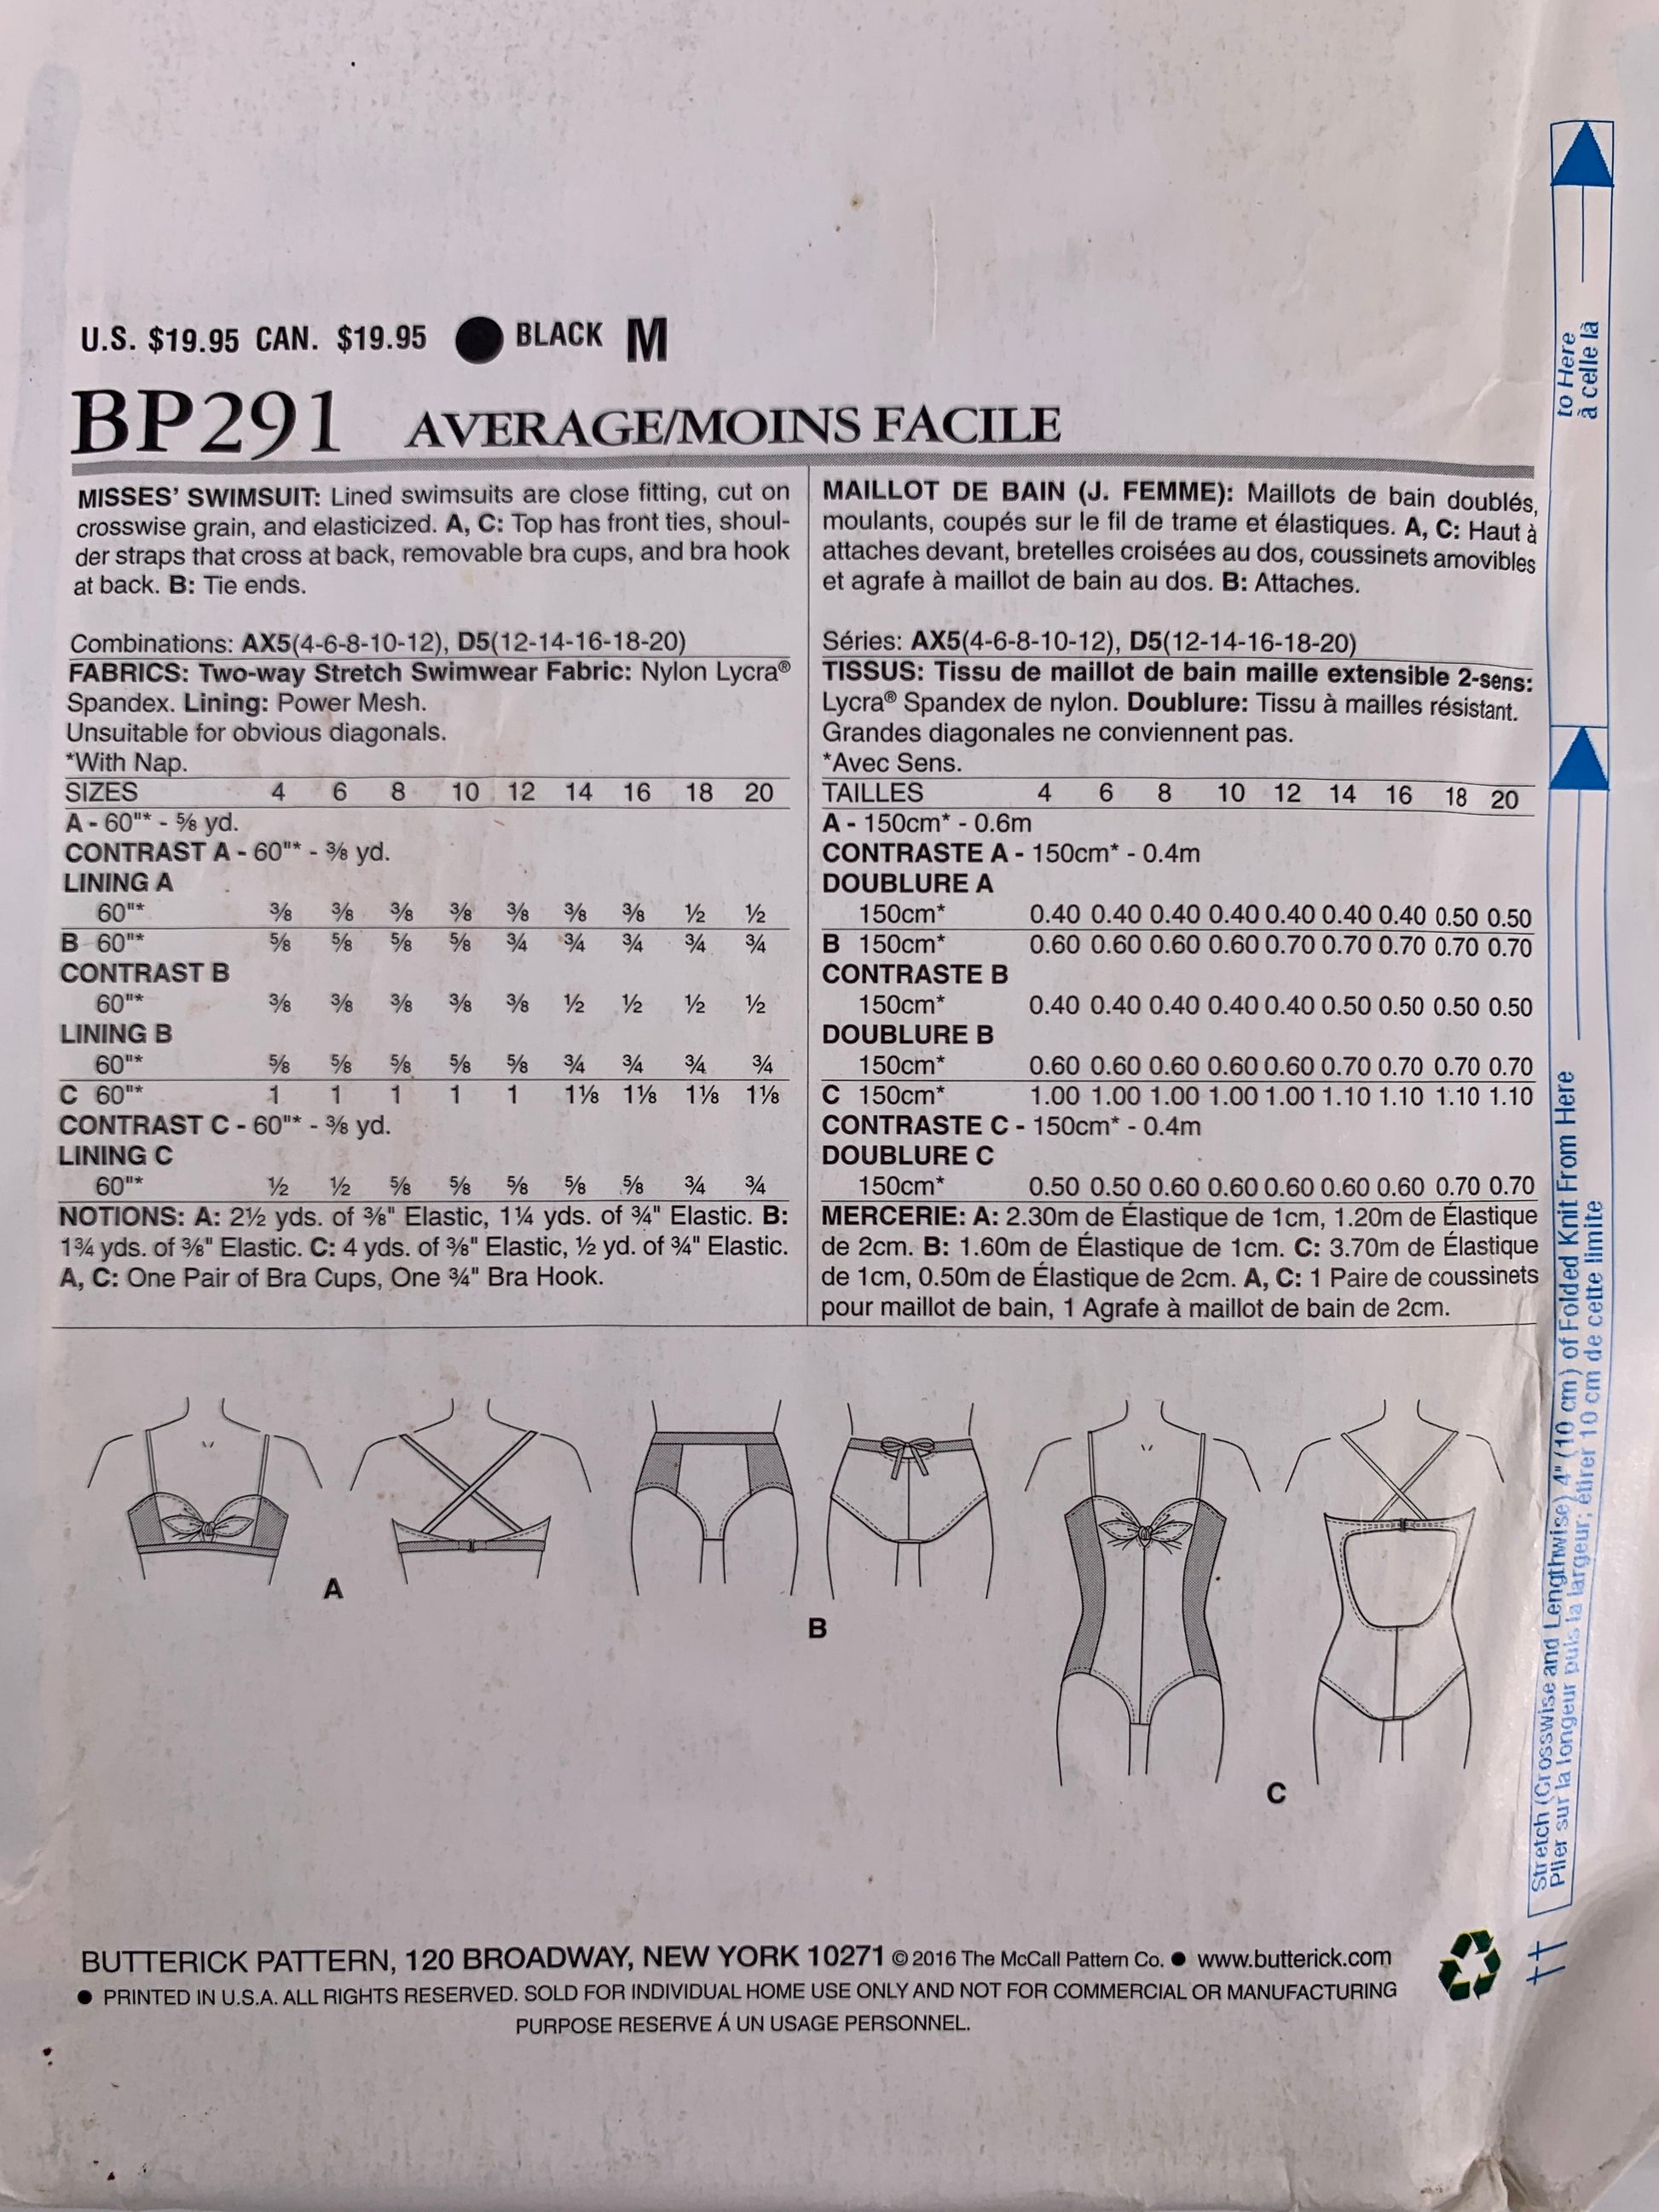 U.S. $19.95 CAN. $19.95 ● BLACK M
BP291 AVERAGE/MOINS FACILE
MISSES' SWIMSUIT: Lined swimsuits are close fitting, cut on
crosswise grain, and elasticized. A, C: Top has front ties, shoul-
der straps that cross at back, removable bra cups, and bra hook
at back. B: Tie ends.
Combinations: AX5(4-6-8-10-12), D5(12-14-16-18-20)
FABRICS: Two-way Stretch Swimwear Fabric: Nylon Lycra®
Spandex. Lining: Power Mesh.
Unsuitable for obvious diagonals.
*With Nap.
SIZES 4 6 8 10 12 14 16 18 20
A - 60"* - ⅝ yd.
CONTRAST A - 60"* - ⅜ yd.
LINING A
60"* ⅜ ⅜ ⅜ ⅜ ⅜ ⅜ ⅜ ½ ½
B 60"* ⅝ ⅝ ⅝ ⅝ ¾ ¾ ¾ ¾ ¾
CONTRAST B
60"* ⅜ ⅜ ⅜ ⅜ ⅜ ½ ½ ½ ½
LINING B
60"* ⅝ ⅝ ⅝ ⅝ ⅝ ¾ ¾ ¾ ¾
C 60"* 1 1 1 1 1 1⅛ 1⅛ 1⅛ 1⅛
CONTRAST C - 60"* - ⅜ yd.
LINING C
60"* ½ ½ ⅝ ⅝ ⅝ ⅝ ⅝ ¾ ¾
NOTIONS: A: 2½ yds. of ⅜" Elastic, 1¼ yds. of ¾" Elastic. B:
1¾ yds. of ⅜" Elastic. C: 4 yds. of ⅜" Elastic, ½ yd. of ¾" Elastic.
A, C: One Pair of Bra Cups, One ¾" Bra Hook.
MAILLOT DE BAIN (J. FEMME): Maillots de bain doublés,
moulants, coupés sur le fil de trame et élastiques. A, C: Haut à
attaches devant, bretelles croisées au dos, coussinets amovibles
et agrafe à maillot de bain au dos. B: Attaches.
Séries: AX5(4-6-8-10-12), D5(12-14-16-18-20)
TISSUS: Tissu de maillot de bain maille extensible 2-sens:
Lycra® Spandex de nylon. Doublure: Tissu à mailles résistant.
Grandes diagonales ne conviennent pas.
*Avec Sens.
TAILLES 4 6 8 10 12 14 16 18 20
A - 150cm* - 0.6m
CONTRASTE A - 150cm* - 0.4m
DOUBLURE A
150cm* 0.40 0.40 0.40 0.40 0.40 0.40 0.40 0.50 0.50
B 150cm* 0.60 0.60 0.60 0.60 0.70 0.70 0.70 0.70 0.70
CONTRASTE B
150cm* 0.40 0.40 0.40 0.40 0.40 0.50 0.50 0.50 0.50
DOUBLURE B
150cm* 0.60 0.60 0.60 0.60 0.60 0.70 0.70 0.70 0.70
C 150cm* 1.00 1.00 1.00 1.00 1.00 1.10 1.10 1.10 1.10
CONTRASTE C - 150cm* - 0.4m
DOUBLURE C
150cm* 0.50 0.50 0.60 0.60 0.60 0.60 0.60 0.70 0.70
MERCERIE: A: 2.30m de Élastique de 1cm, 1.20m de Élastique
de 2cm. B: 1.60m de Élastique de 1cm. C: 3.70m de Élastique
de 1cm, 0.50m de Élastique de 2cm. A, C: 1 Paire de coussinets
pour maillot de bain, 1 Agrafe à maillot de bain de 2cm.
A
B
C
Stretch (Crosswise and Lengthwise) 4" (10 cm) of Folded Knit From Here
Plier sur la longeur puis la largeur; étirer 10 cm de cette limite
to Here
à celle là
BUTTERICK PATTERN, 120 BROADWAY, NEW YORK 10271 © 2016 The McCall Pattern Co. ● www.butterick.com
● PRINTED IN U.S.A. ALL RIGHTS RESERVED. SOLD FOR INDIVIDUAL HOME USE ONLY AND NOT FOR COMMERCIAL OR MANUFACTURING
PURPOSE RESERVE Á UN USAGE PERSONNEL.